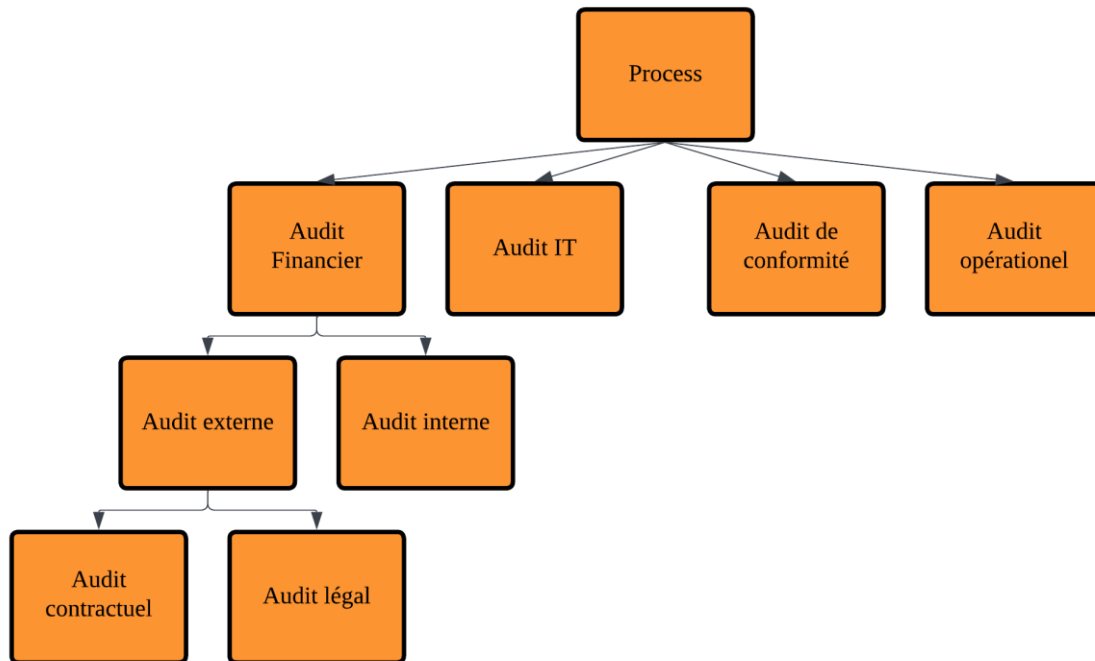 Process
Audit
Financier
Audit IT
Audit de
conformité
Audit
opérationel
Audit externe
Audit interne
Audit
contractuel
Audit légal